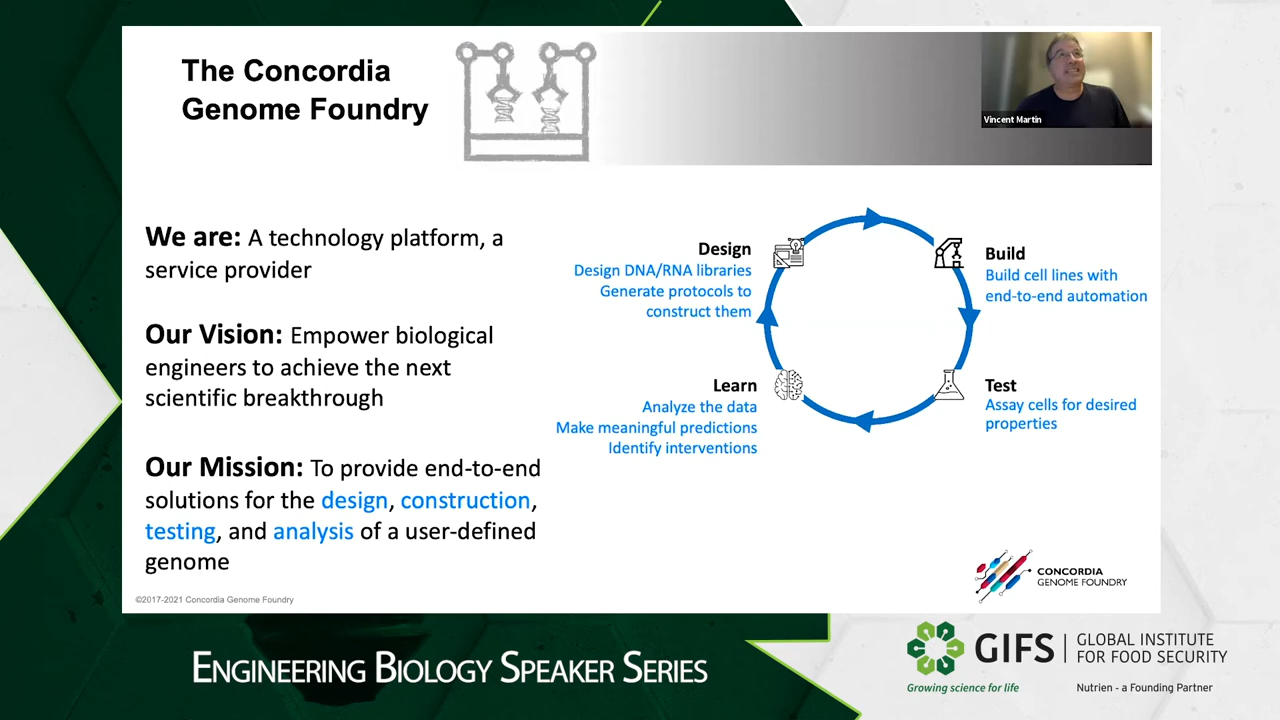 The Concordia
Genome Foundry
Vincent Martin
We are: A technology platform, a
service provider
Our Vision: Empower biological
engineers to achieve the next
scientific breakthrough
Our Mission: To provide end-to-end
solutions for the design, construction,
testing, and analysis of a user-defined
genome
Design
Design DNA/RNA libraries
Generate protocols to
construct them
Build
Build cell lines with
end-to-end automation
Learn
Analyze the data
Make meaningful predictions
Identify interventions
Test
Assay cells for desired
properties
CONCORDIA
GENOME FOUNDRY
©2017-2021 Concordia Genome Foundry
ENGINEERING BIOLOGY SPEAKER SERIES
GIFS
GLOBAL INSTITUTE
FOR FOOD SECURITY
Growing science for life
Nutrien - a Founding Partner